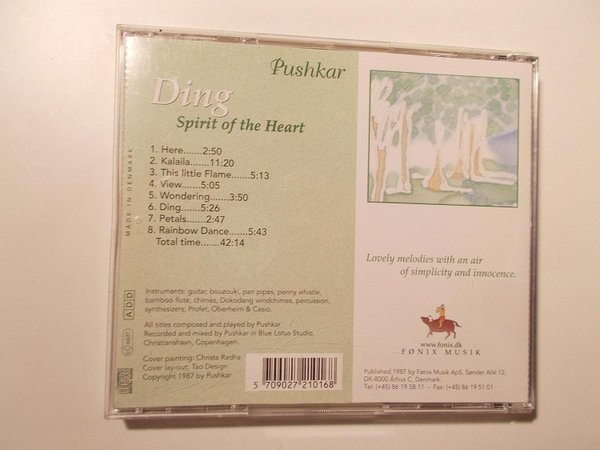 Pushkar
Ding
Spirit of the Heart
1. Here.......2:50
2. Kalaila.......11:20
3. This little Flame.......5:13
4. View.......5:05
5. Wondering.......3:50
6. Ding.......5:26
7. Petals.......2:47
8. Rainbow Dance.......5:43
Total time.......42:14
MADE IN DENMARK
Instruments: guitar, bouzouki, pan pipes, penny whistle,
bamboo flute, chimes, Dokodang windchimes, percussion,
synthesizers; Profet, Oberheim & Casio.
All titles composed and played by Pushkar
Recorded and mixed by Pushkar in Blue Lotus Studio,
Christianshavn, Copenhagen.
Cover painting: Christa Radha
Cover lay-out: Tao Design
Copyright 1987 by Pushkar
ADD
5 709027 210168
Lovely melodies with an air
of simplicity and innocence.
www.fonix.dk
FØNIX MUSIK
Published 1987 by Fønix Musik ApS, Sønder Allé 12,
DK-8000 Århus C, Denmark.
Tel: (+45) 86 19 58 11 - Fax: (+45) 86 19 51 01